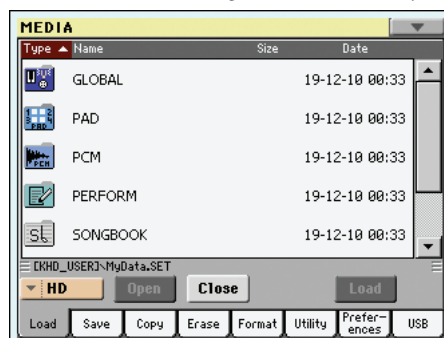 MEDIA
Type Name Size Date
GLOBAL 19-12-10 00:33
PAD 19-12-10 00:33
PCM PCM 19-12-10 00:33
PERFORM 19-12-10 00:33
SONGBOOK 19-12-10 00:33
[KHD_USER]\MyData.SET
HD Open Close Load
Load Save Copy Erase Format Utility Prefer-ences USB